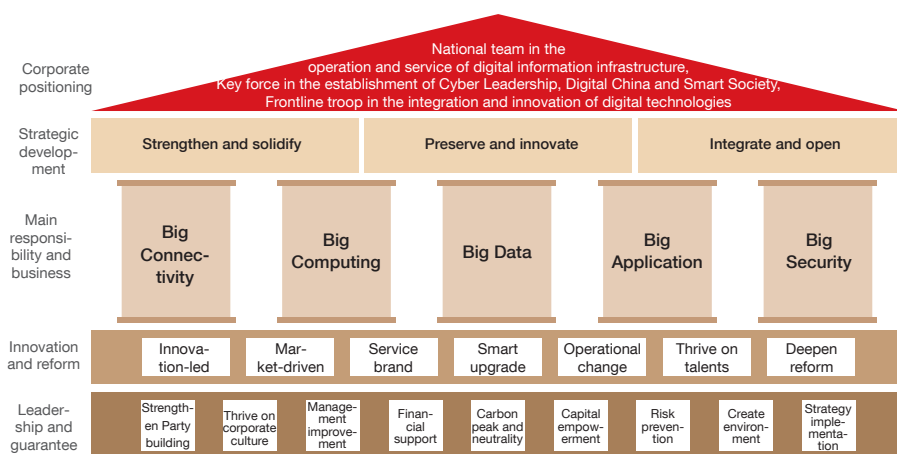 Corporate
positioning
National team in the
operation and service of digital information infrastructure,
Key force in the establishment of Cyber Leadership, Digital China and Smart Society,
Frontline troop in the integration and innovation of digital technologies
Strategic
develop-
ment
Strengthen and solidify
Preserve and innovate
Integrate and open
Main
responsi-
bility and
business
Big
Connec-
tivity
Big
Computing
Big Data
Big
Application
Big
Security
Innovation
and reform
Innova-
tion-led
Mar-
ket-driven
Service
brand
Smart
upgrade
Operational
change
Thrive on
talents
Deepen
reform
Leader-
ship and
guarantee
Strength-
en Party
building
Thrive on
corporate
culture
Manage-
ment
improve-
ment
Finan-
cial
support
Carbon
peak and
neutrality
Capital
empow-
erment
Risk
preven-
tion
Create
environ-
ment
Strategy
imple-
menta-
tion